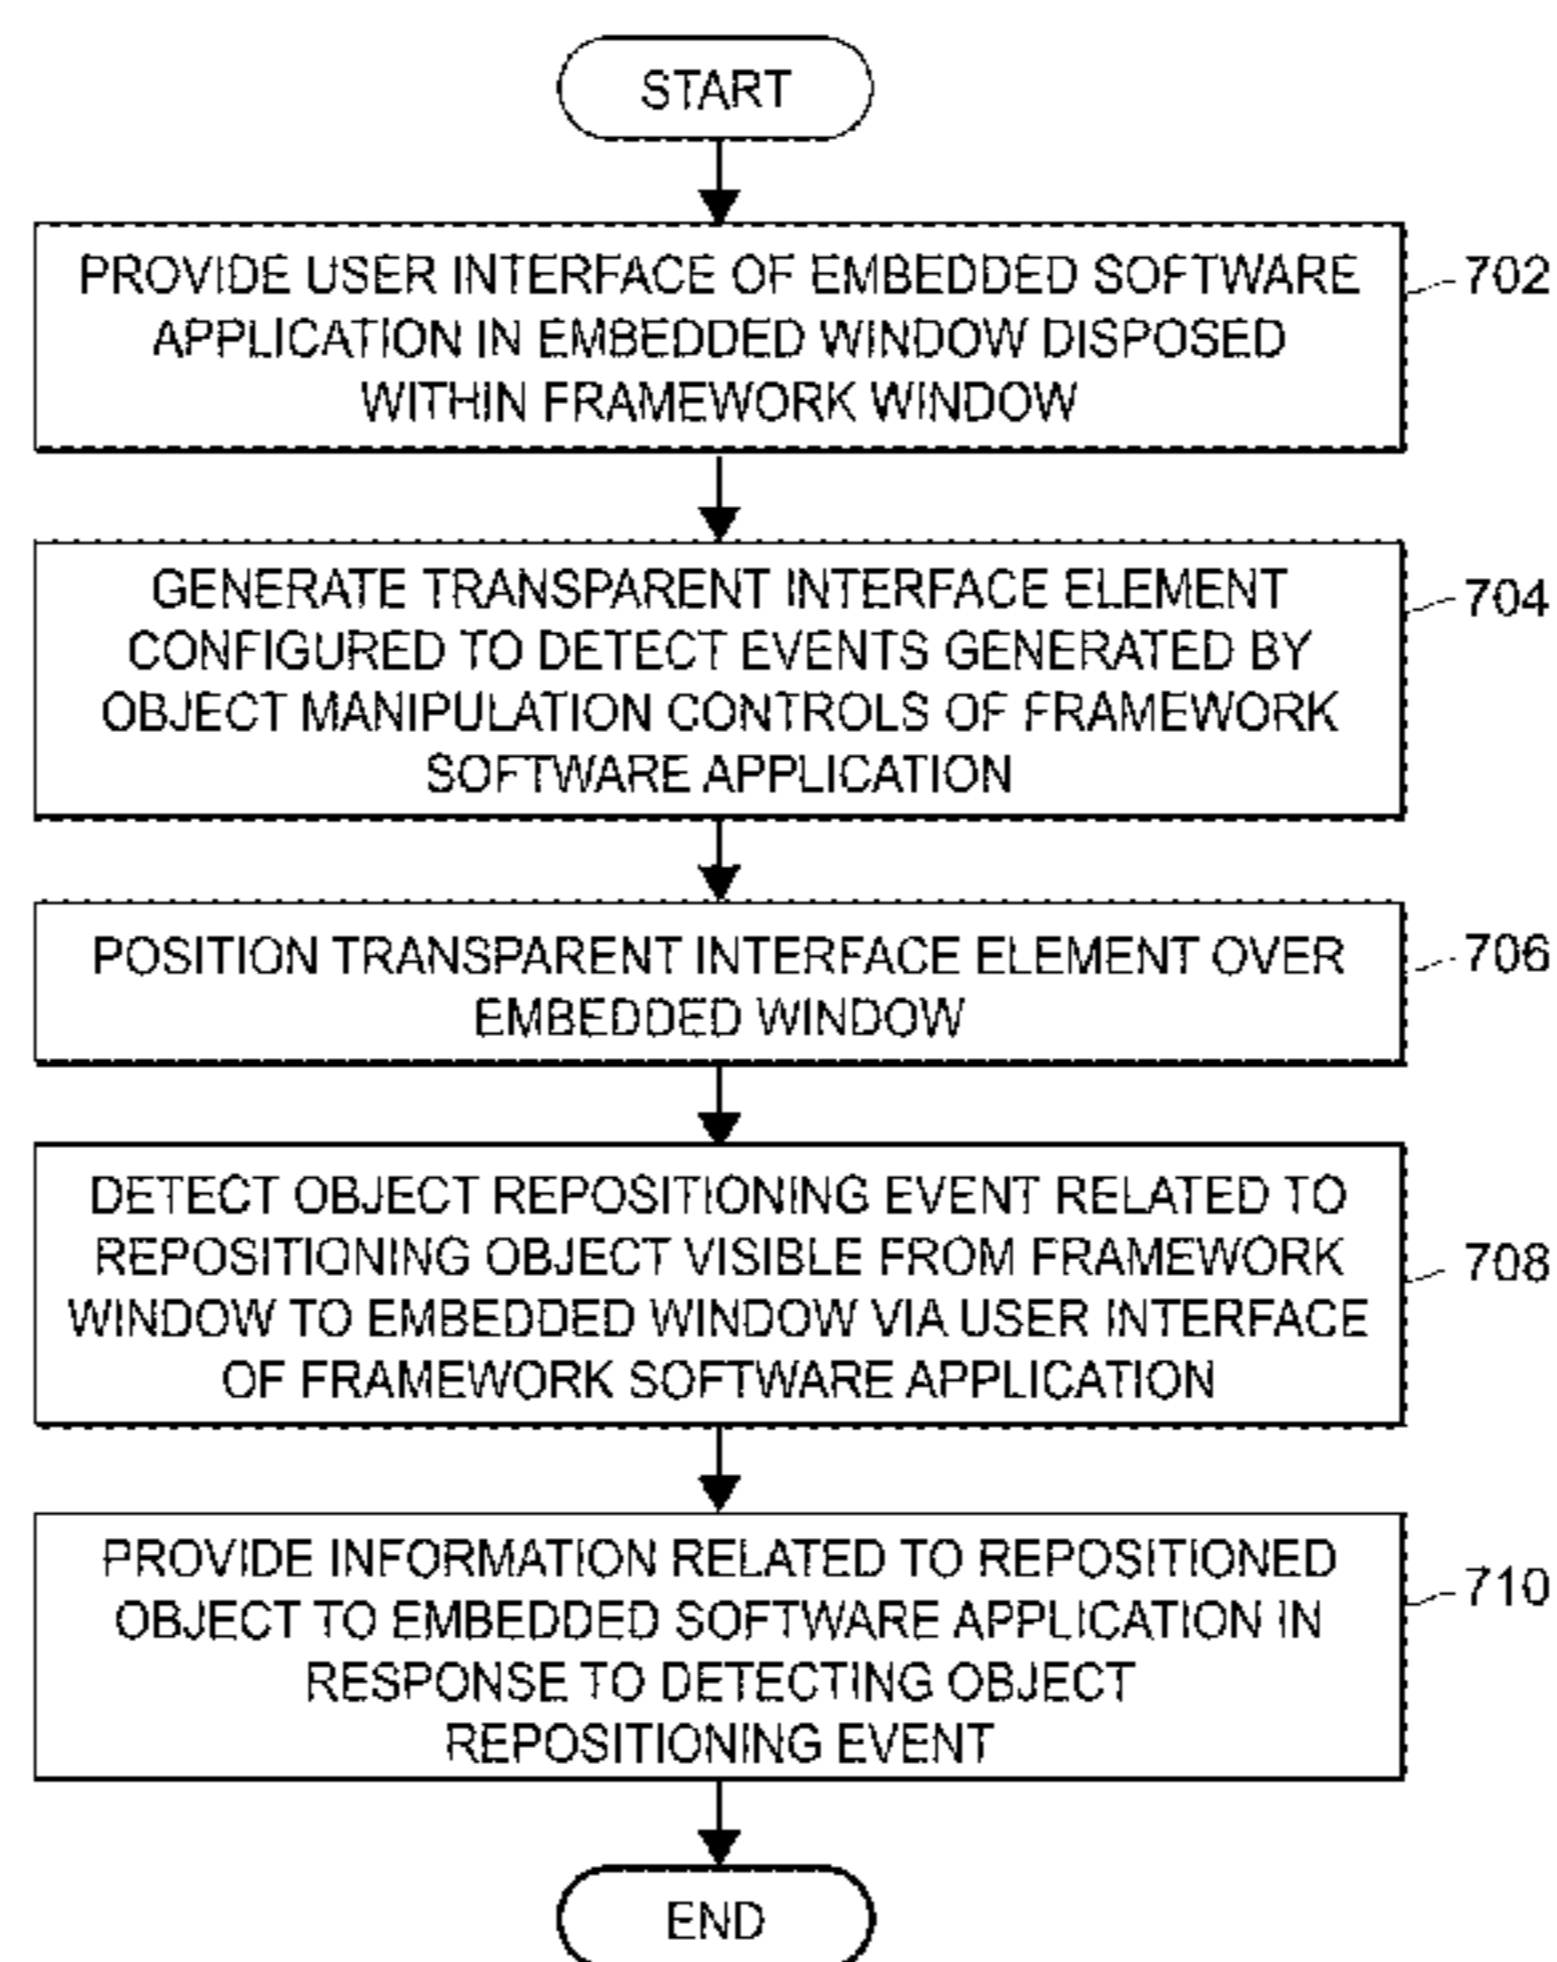 START
PROVIDE USER INTERFACE OF EMBEDDED SOFTWARE
APPLICATION IN EMBEDDED WINDOW DISPOSED
WITHIN FRAMEWORK WINDOW
702
GENERATE TRANSPARENT INTERFACE ELEMENT
CONFIGURED TO DETECT EVENTS GENERATED BY
OBJECT MANIPULATION CONTROLS OF FRAMEWORK
SOFTWARE APPLICATION
704
POSITION TRANSPARENT INTERFACE ELEMENT OVER
EMBEDDED WINDOW
706
DETECT OBJECT REPOSITIONING EVENT RELATED TO
REPOSITIONING OBJECT VISIBLE FROM FRAMEWORK
WINDOW TO EMBEDDED WINDOW VIA USER INTERFACE
OF FRAMEWORK SOFTWARE APPLICATION
708
PROVIDE INFORMATION RELATED TO REPOSITIONED
OBJECT TO EMBEDDED SOFTWARE APPLICATION IN
RESPONSE TO DETECTING OBJECT
REPOSITIONING EVENT
710
END